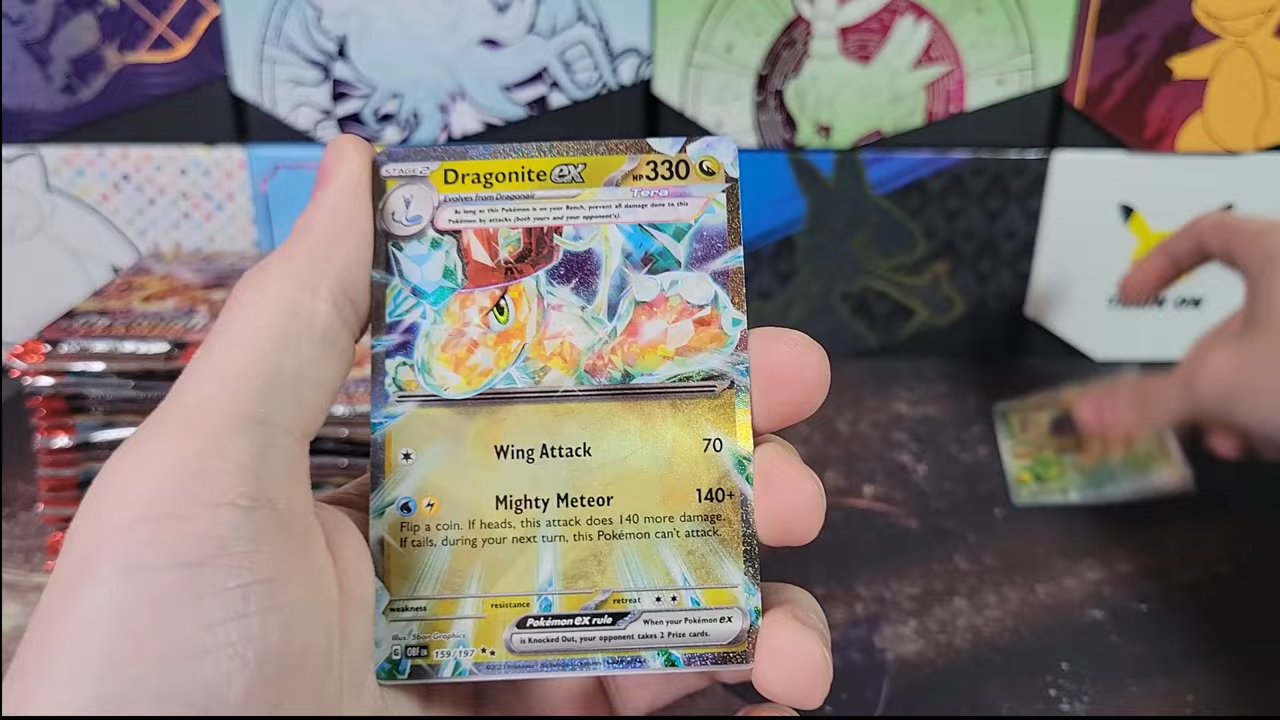 STAGE 2 Dragonite ex HP 330
Evolves from Dragonair
Tera
As long as this Pokémon is on your Bench, prevent all damage done to this
Pokémon by attacks (both yours and your opponent's).
Wing Attack 70
Mighty Meteor 140+
Flip a coin. If heads, this attack does 140 more damage.
If tails, during your next turn, this Pokémon can't attack.
weakness resistance retreat
Pokémon ex rule When your Pokémon ex
is Knocked Out, your opponent takes 2 Prize cards.
Illus. 5ban Graphics
G OBF EN 159/197